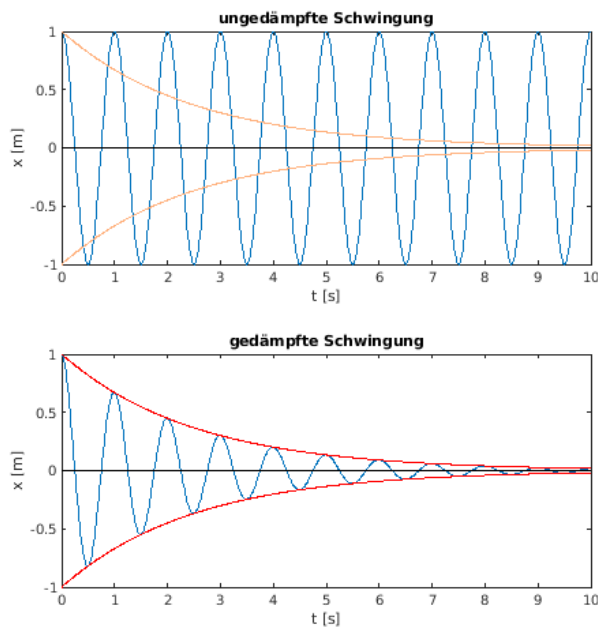 ungedämpfte Schwingung
1
0.5
0
-0.5
-1
x [m]
0 1 2 3 4 5 6 7 8 9 10
t [s]
gedämpfte Schwingung
1
0.5
0
-0.5
-1
x [m]
0 1 2 3 4 5 6 7 8 9 10
t [s]